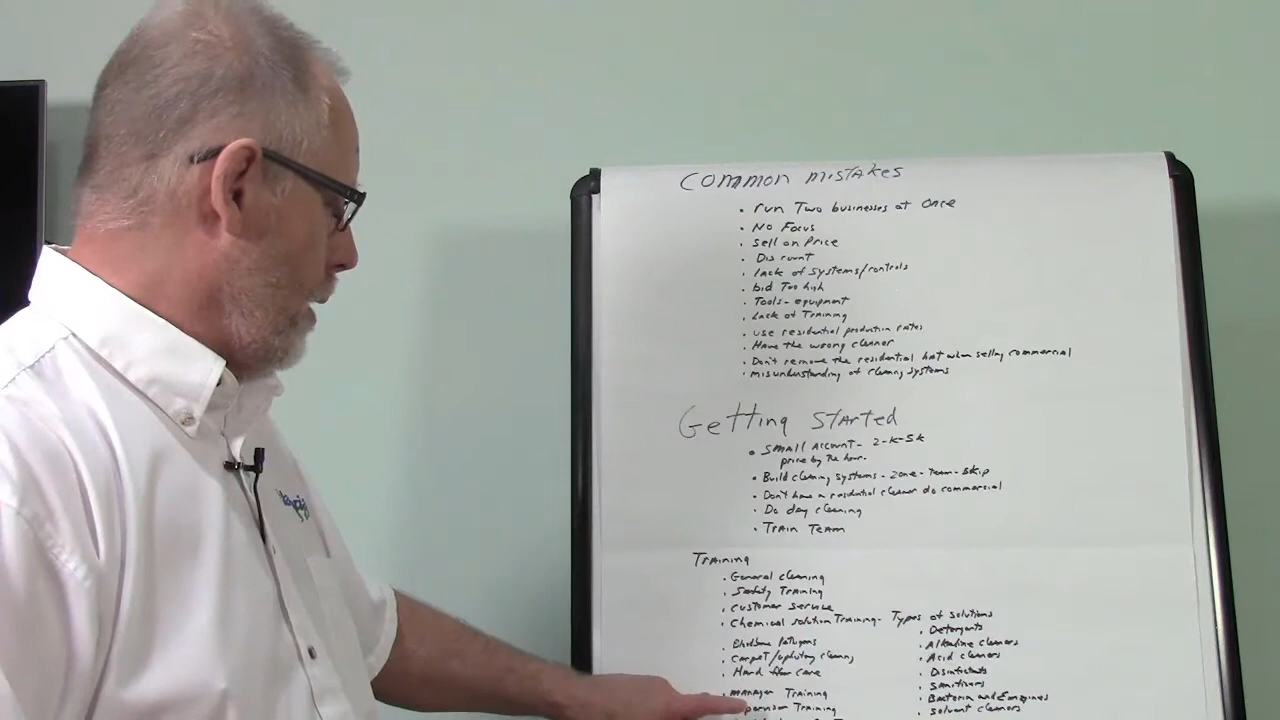 Common mistakes
. run Two businesses at Once
. No Focus
. Sell on Price
. Discount
. lack of Systems/controls
. bid Too high
. Tools - equipment
. Lack of Training
. use residential production rates
. Have the wrong cleaner
. Don't remove the residential hat when selling commercial
. misunderstanding of cleaning systems
Getting Started
• SMALL Account - 2-K-5k
price by the hour.
• Build cleaning systems - Zone - Team - Skip
• Don't have a residential cleaner do commercial
• Do day cleaning
• Train Team
Training
. General cleaning
. Safety Training
. Customer Service
. Chemical solution Training - Types of solutions
. Detergents
. Alkaline cleaners
. Acid cleaners
. Disinfectants
. Sanitizers
. Bacteria and Enzymes
. Solvent cleaners
. Bloodborne Pathogens
. Carpet/upholstery cleaning
. Hard floor care
. Manager Training
Training